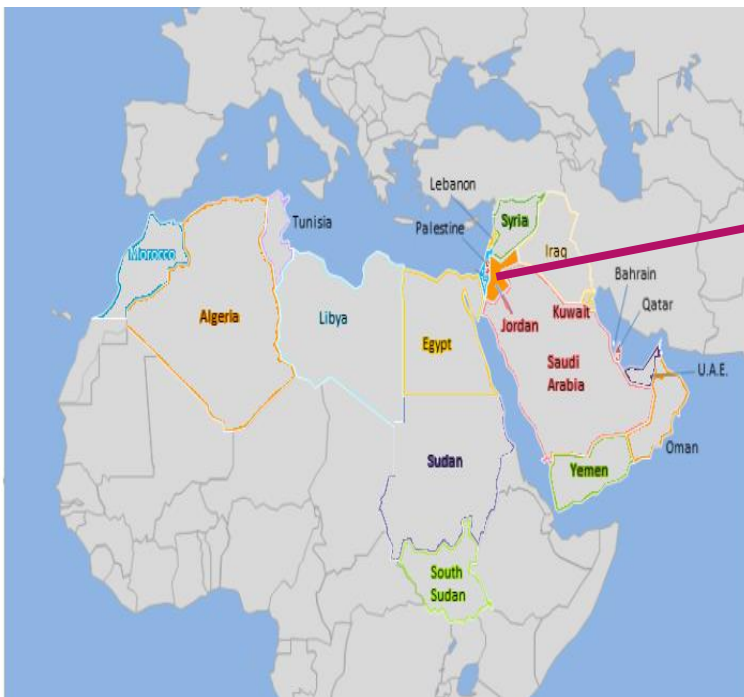 Lebanon
Tunisia
Syria
Palestine
Morocco
Iraq
Bahrain
Qatar
Algeria
Libya
Egypt
Jordan
Kuwait
Saudi
Arabia
U.A.E.
Oman
Sudan
Yemen
South
Sudan